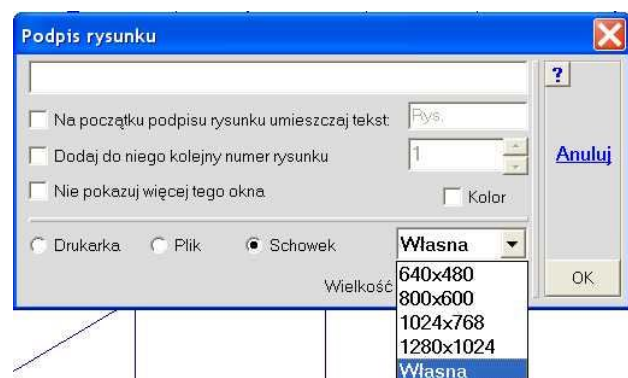 Podpis rysunku
?
Na początku podpisu rysunku umieszczaj tekst: Rys.
Dodaj do niego kolejny numer rysunku 1
Anuluj
Nie pokazuj więcej tego okna Kolor
Drukarka Plik Schowek Własna
Wielkość
OK
640x480
800x600
1024x768
1280x1024
Własna